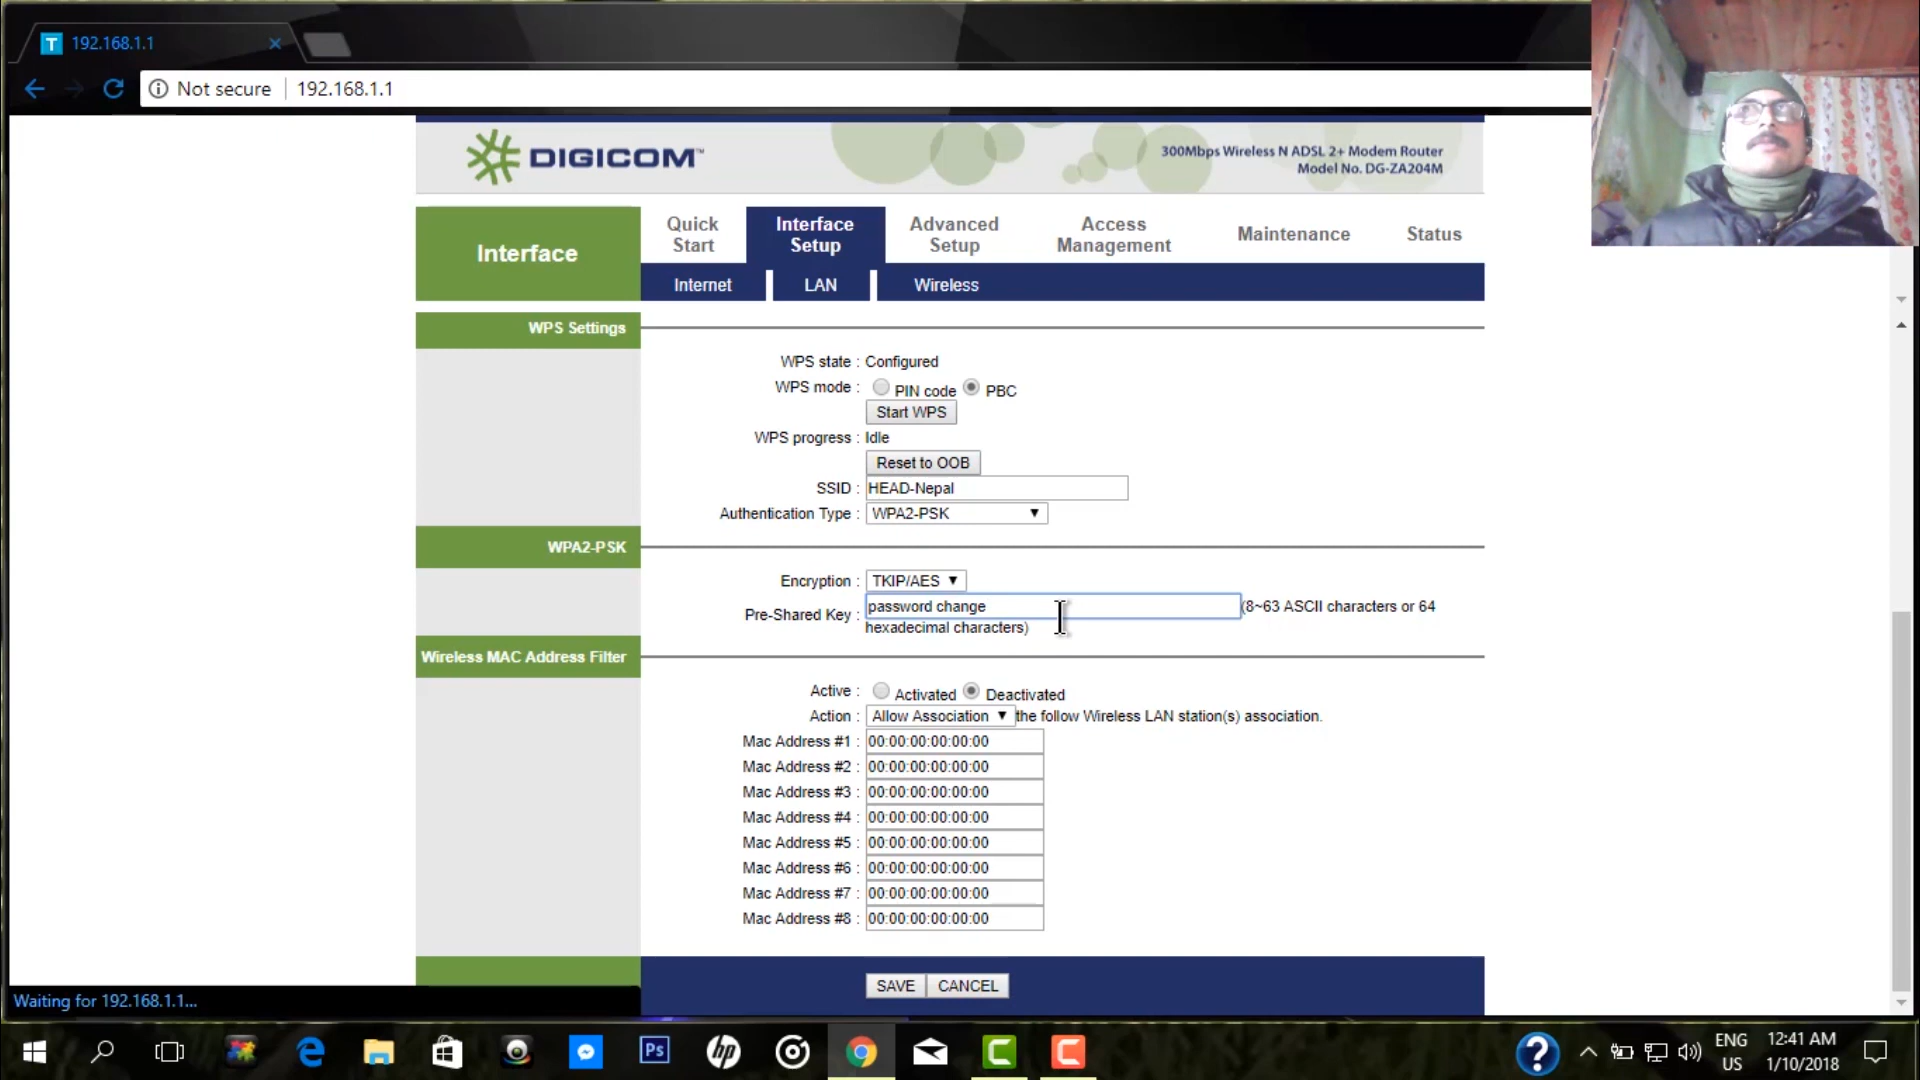 T 192.168.1.1
Not secure 192.168.1.1
DIGICOM™
300Mbps Wireless N ADSL 2+ Modem Router
Model No. DG-ZA204M
Interface
Quick Start
Interface Setup
Advanced Setup
Access Management
Maintenance
Status
Internet
LAN
Wireless
WPS Settings
WPS state : Configured
WPS mode : PIN code PBC
Start WPS
WPS progress : Idle
Reset to OOB
SSID : HEAD-Nepal
Authentication Type : WPA2-PSK
WPA2-PSK
Encryption : TKIP/AES
Pre-Shared Key : password change (8~63 ASCII characters or 64
hexadecimal characters)
Wireless MAC Address Filter
Active : Activated Deactivated
Action : Allow Association the follow Wireless LAN station(s) association.
Mac Address #1 : 00:00:00:00:00:00
Mac Address #2 : 00:00:00:00:00:00
Mac Address #3 : 00:00:00:00:00:00
Mac Address #4 : 00:00:00:00:00:00
Mac Address #5 : 00:00:00:00:00:00
Mac Address #6 : 00:00:00:00:00:00
Mac Address #7 : 00:00:00:00:00:00
Mac Address #8 : 00:00:00:00:00:00
SAVE CANCEL
Waiting for 192.168.1.1...
Ps
hp
ENG
US
12:41 AM
1/10/2018